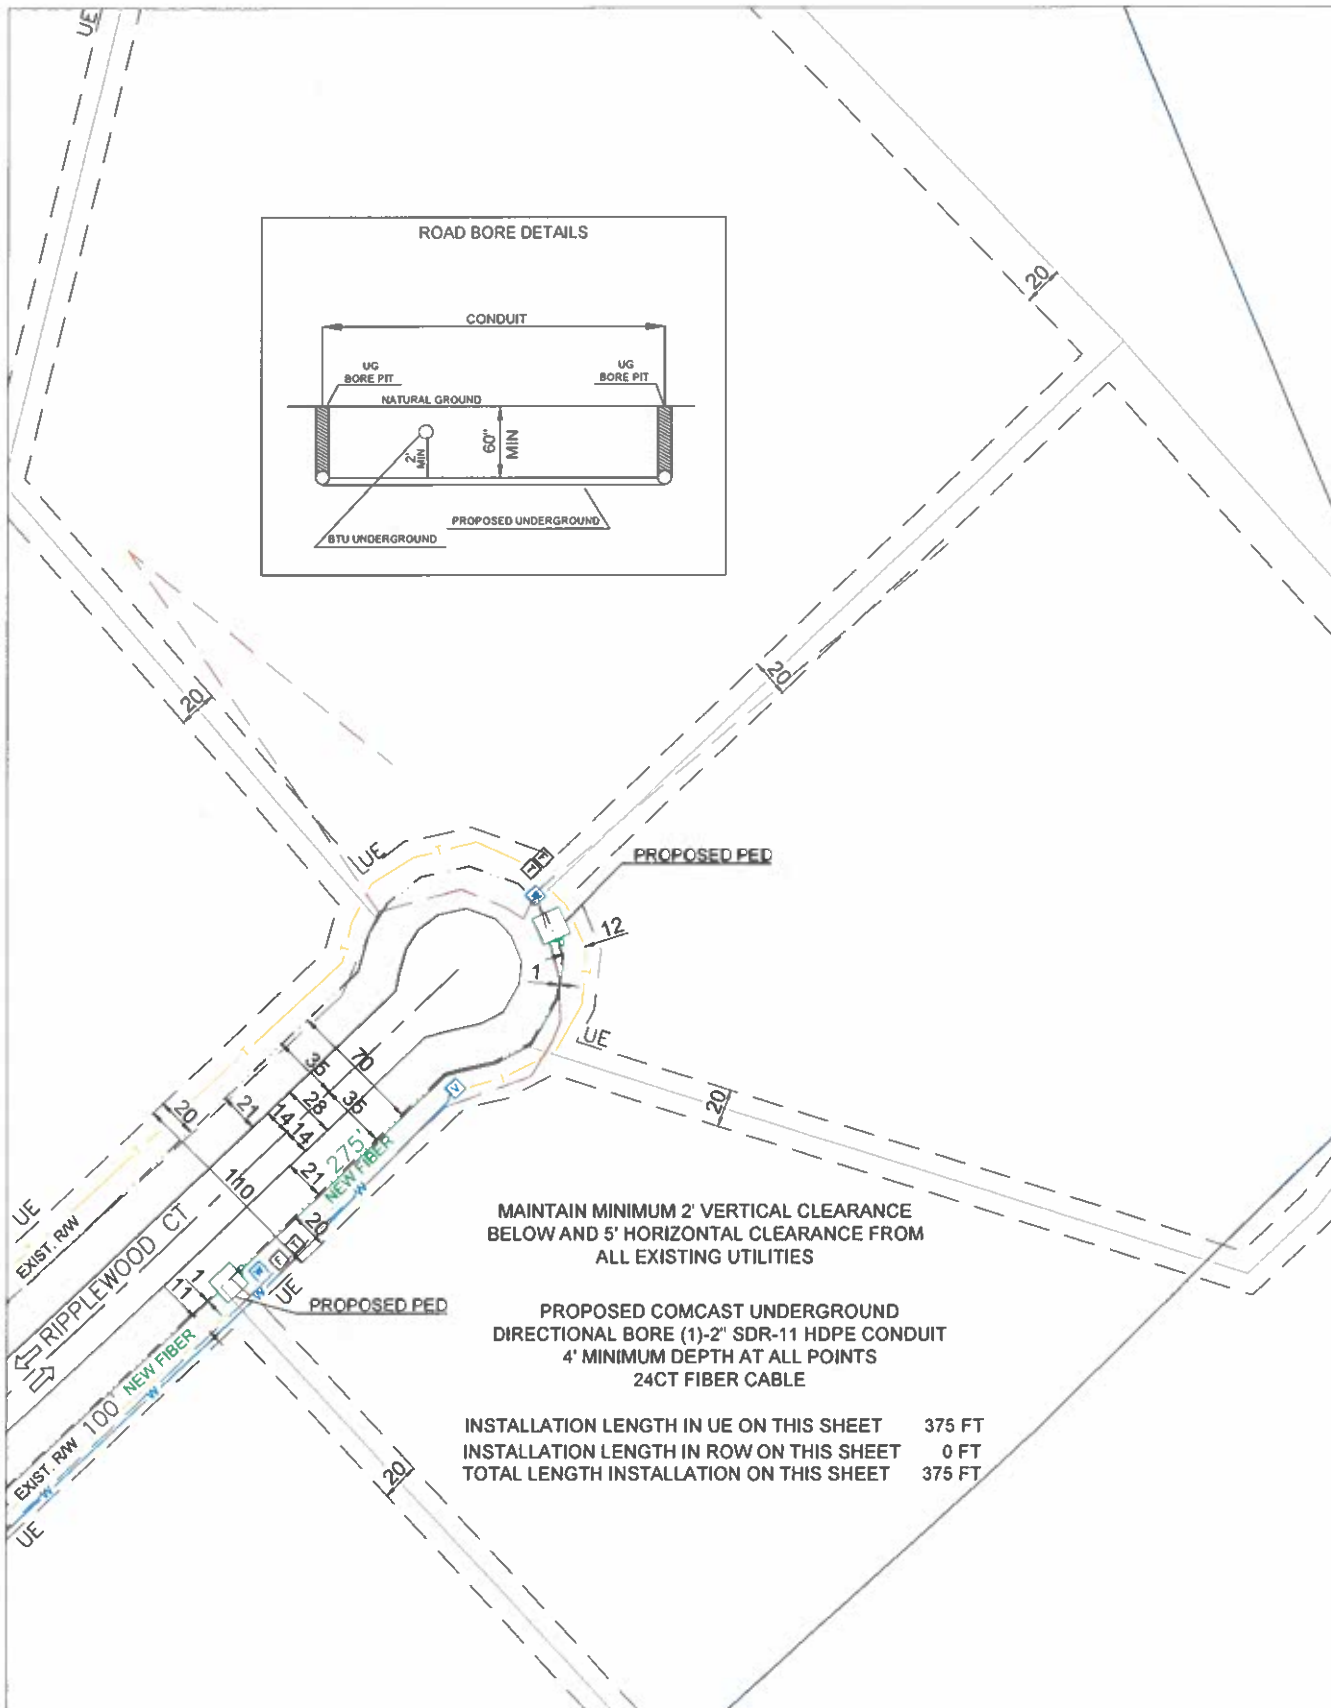 UE
ROAD BORE DETAILS
CONDUIT
UG
BORE PIT
UG
BORE PIT
NATURAL GROUND
60"
MIN
2'
MIN
PROPOSED UNDERGROUND
BTU UNDERGROUND
20
20
20
UE
T
PROPOSED PED
12
1
T
T
T
UE
V
20
70
35
35
28
14
14
21
20
21
110
275'
NEW FIBER
W
20
T
F
W
W
UE
UE
EXIST. R/W
RIPPLEWOOD CT
1
11
PROPOSED PED
NEW FIBER
W
100'
EXIST. R/W
W
UE
20
MAINTAIN MINIMUM 2' VERTICAL CLEARANCE
BELOW AND 5' HORIZONTAL CLEARANCE FROM
ALL EXISTING UTILITIES
PROPOSED COMCAST UNDERGROUND
DIRECTIONAL BORE (1)-2" SDR-11 HDPE CONDUIT
4' MINIMUM DEPTH AT ALL POINTS
24CT FIBER CABLE
INSTALLATION LENGTH IN UE ON THIS SHEET 375 FT
INSTALLATION LENGTH IN ROW ON THIS SHEET 0 FT
TOTAL LENGTH INSTALLATION ON THIS SHEET 375 FT